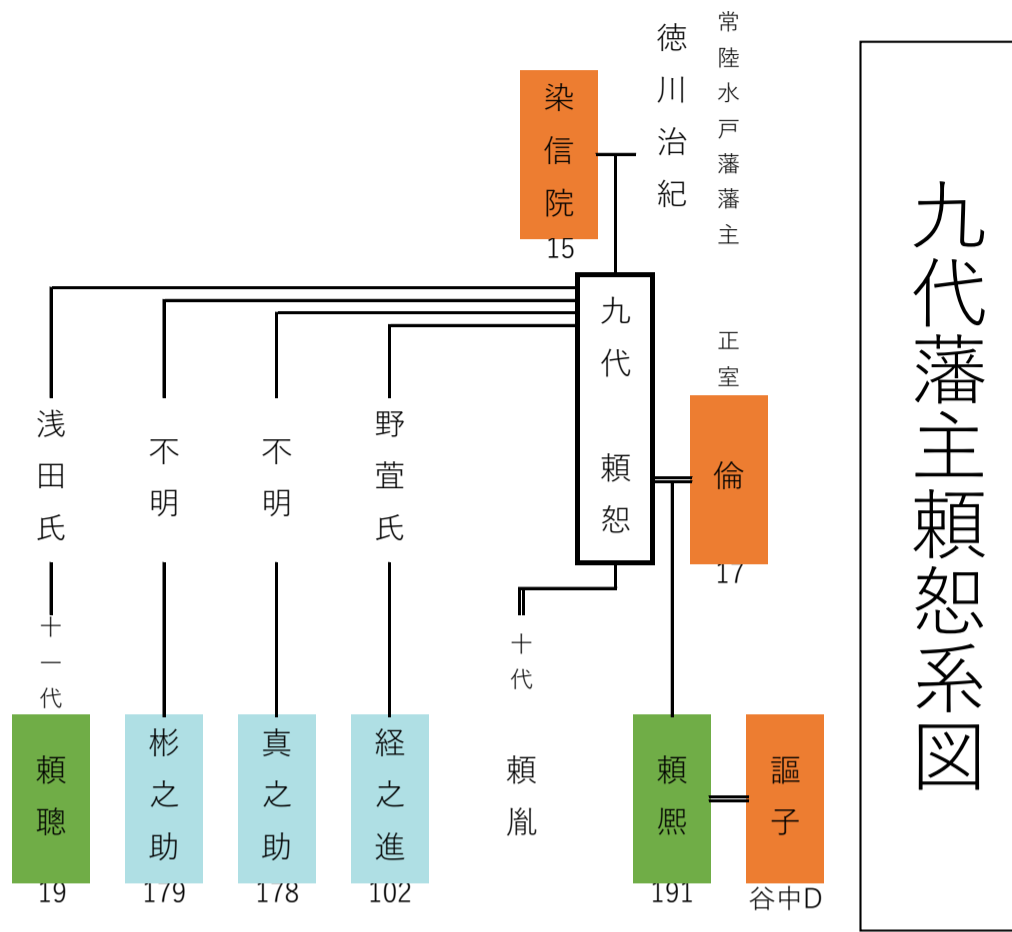 九代藩主頼恕系図
常陸水戸藩藩主
徳川治紀
染信院
15
九代 頼恕
正室
倫
17
野萱氏
不明
不明
浅田氏
十一代
十代
頼胤
謳子
谷中D
頼熈
191
経之進
102
真之助
178
彬之助
179
頼聰
19